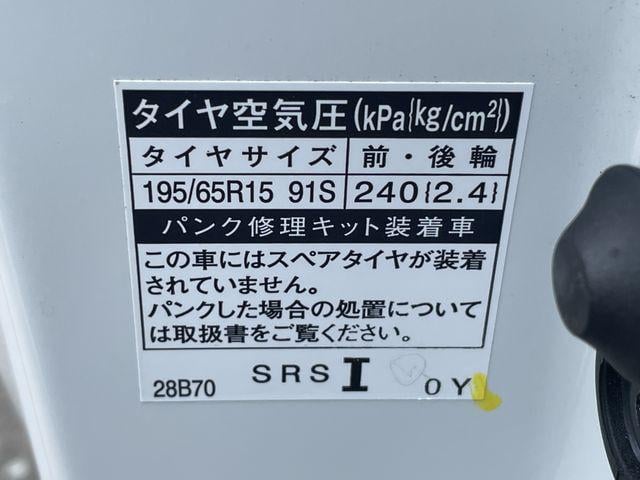 タイヤ空気圧(kPa{kg/cm²})
タイヤサイズ 前・後輪
195/65R15 91S 240{2.4}
パンク修理キット装着車
この車にはスペアタイヤが装着
されていません。
パンクした場合の処置について
は取扱書をご覧ください。
28B70 SRS I 0Y